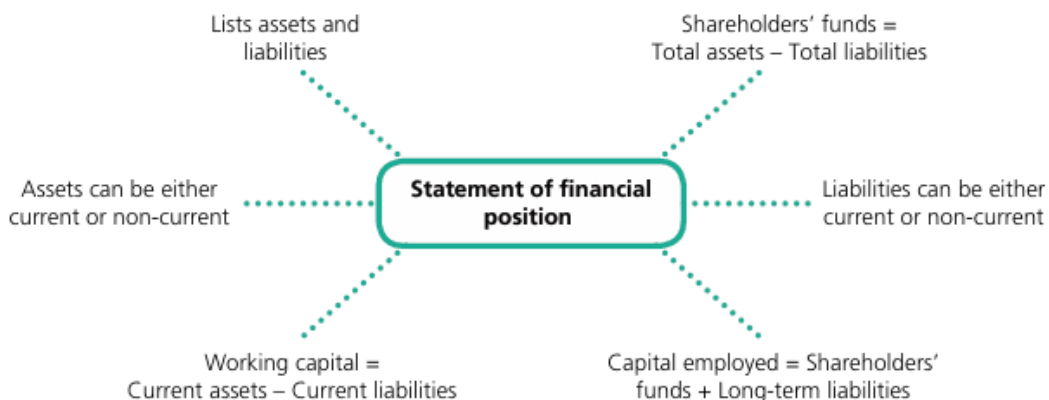 Lists assets and
liabilities
Shareholders’ funds =
Total assets – Total liabilities
Assets can be either
current or non-current
Statement of financial
position
Liabilities can be either
current or non-current
Working capital =
Current assets – Current liabilities
Capital employed = Shareholders’
funds + Long-term liabilities